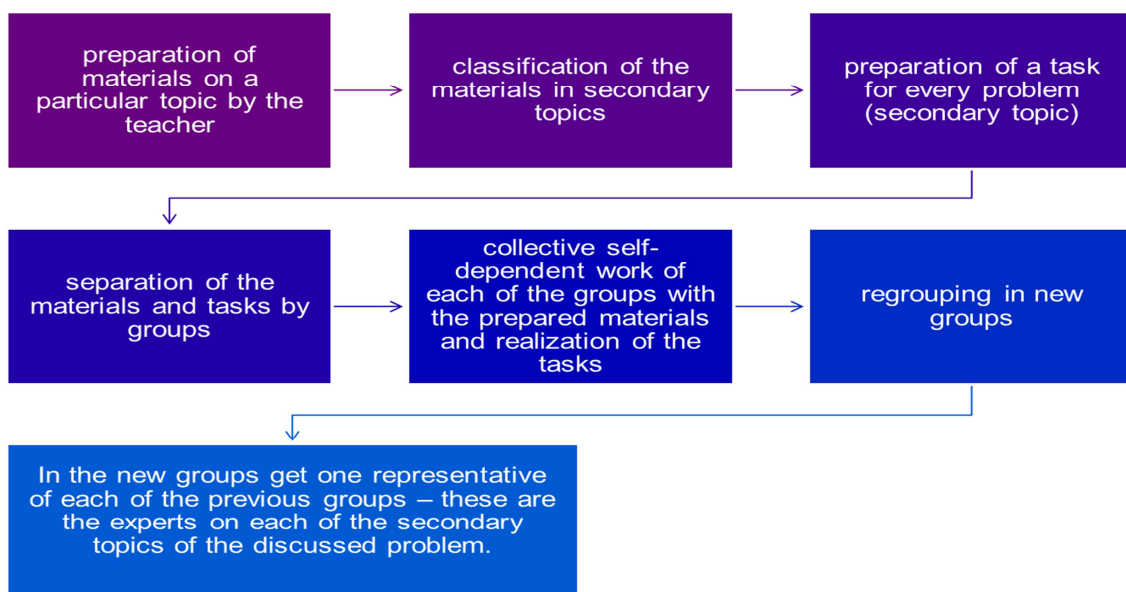 preparation of
materials on a
particular topic by the
teacher
classification of the
materials in secondary
topics
preparation of a task
for every problem
(secondary topic)
separation of the
materials and tasks by
groups
collective self-
dependent work of
each of the groups with
the prepared materials
and realization of the
tasks
regrouping in new
groups
In the new groups get one representative
of each of the previous groups – these are
the experts on each of the secondary
topics of the discussed problem.